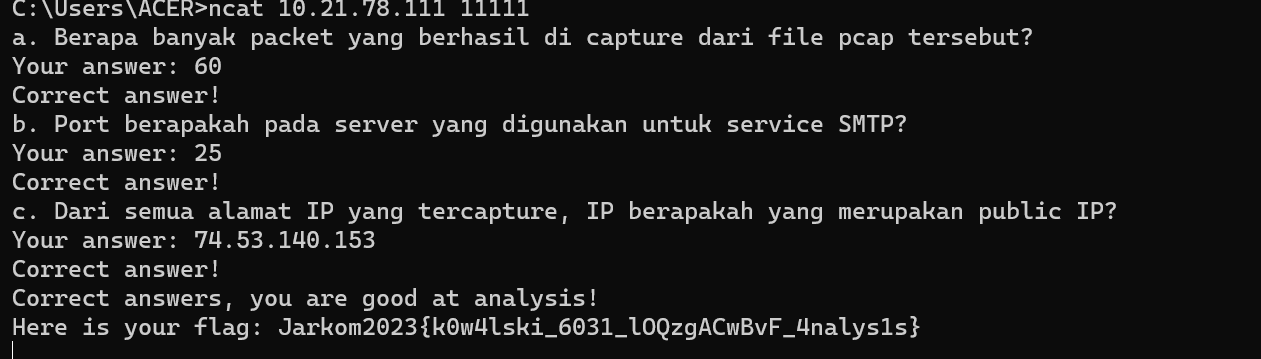 C:\Users\ACER>ncat 10.21.78.111 11111
a. Berapa banyak packet yang berhasil di capture dari file pcap tersebut?
Your answer: 60
Correct answer!
b. Port berapakah pada server yang digunakan untuk service SMTP?
Your answer: 25
Correct answer!
c. Dari semua alamat IP yang tercapture, IP berapakah yang merupakan public IP?
Your answer: 74.53.140.153
Correct answer!
Correct answers, you are good at analysis!
Here is your flag: Jarkom2023{k0w4lski_6031_lOQzgACwBvF_4nalys1s}